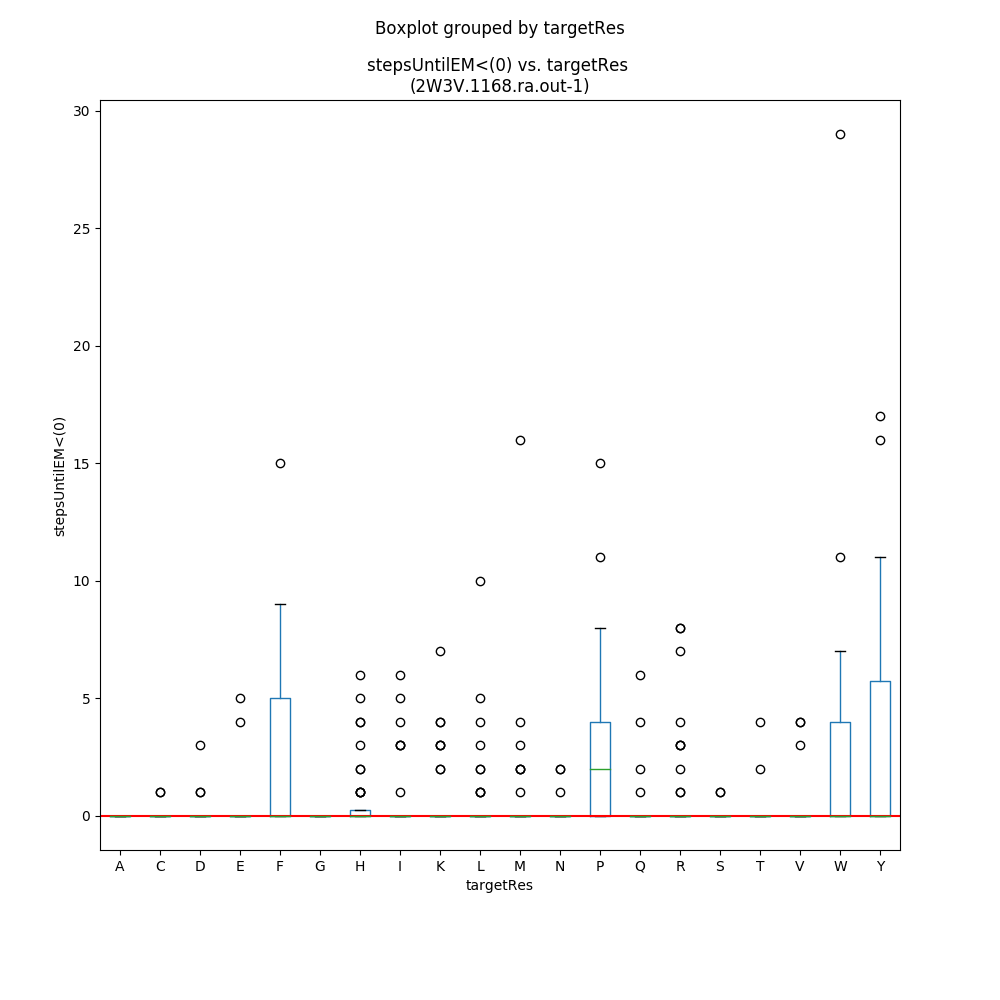 Boxplot grouped by targetRes
stepsUntilEM<(0) vs. targetRes
(2W3V.1168.ra.out-1)
30
25
20
15
10
5
0
stepsUntilEM<(0)
A C D E F G H I K L M N P Q R S T V W Y
targetRes